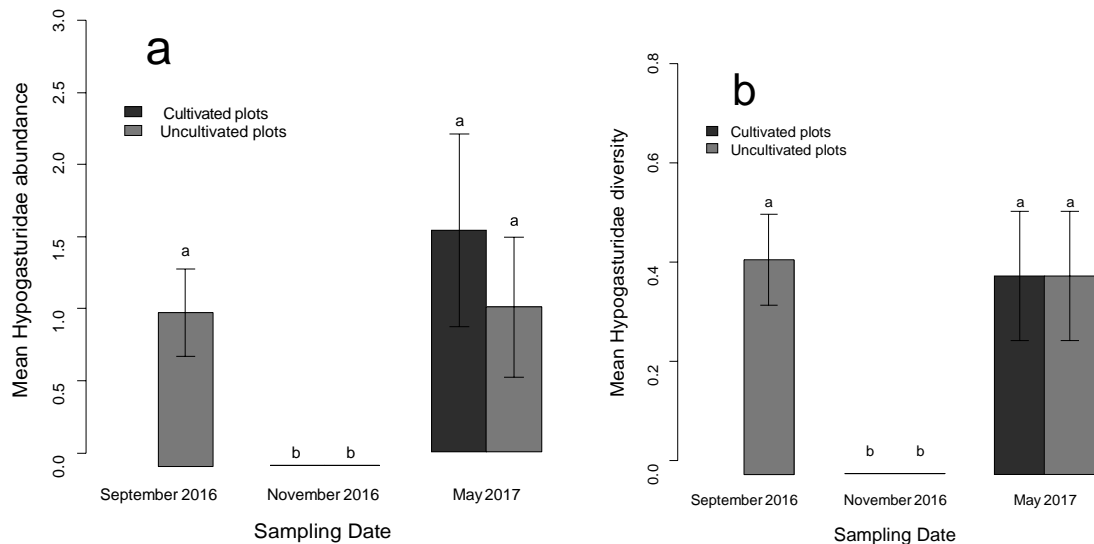 a
3.0
2.5
2.0
1.5
1.0
0.5
0.0
Mean Hypogasturidae abundance
Cultivated plots
Uncultivated plots
a
a
a
b b
September 2016 November 2016 May 2017
Sampling Date
b
0.8
0.6
0.4
0.2
0.0
Mean Hypogasturidae diversity
Cultivated plots
Uncultivated plots
a
a a
b b
September 2016 November 2016 May 2017
Sampling Date